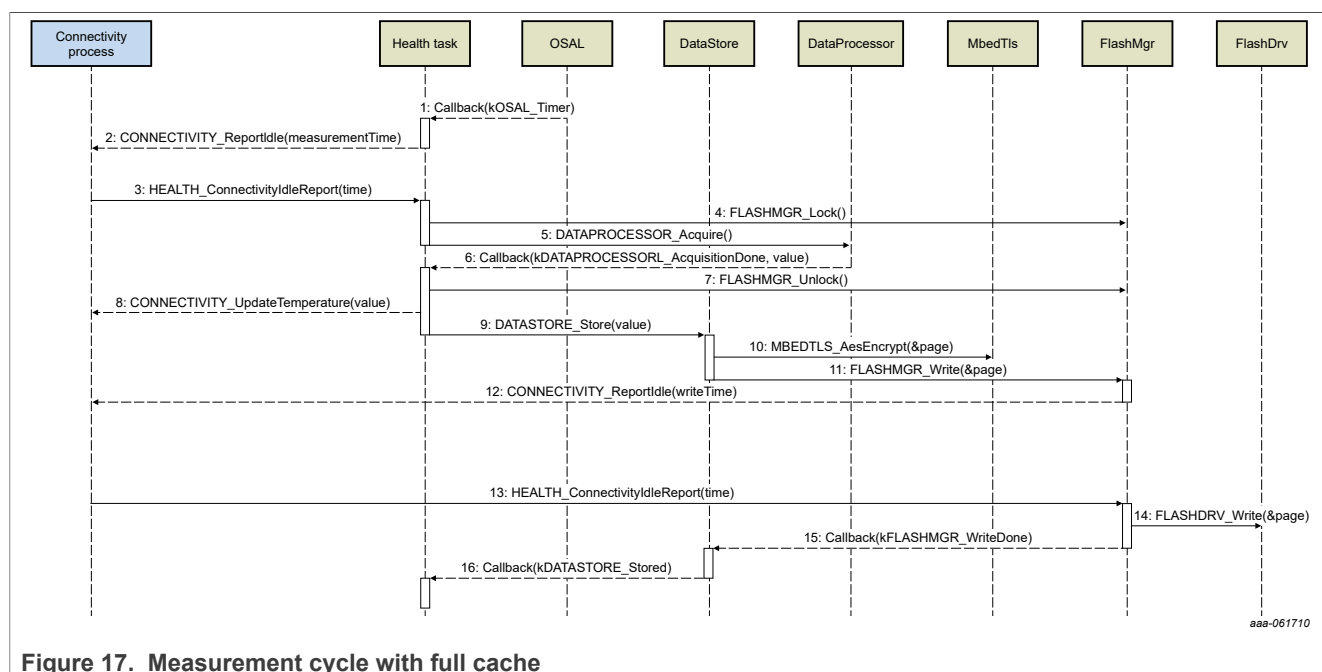 Connectivity
process
Health task
OSAL
DataStore
DataProcessor
MbedTls
FlashMgr
FlashDrv
1: Callback(kOSAL_Timer)
2: CONNECTIVITY_ReportIdle(measurementTime)
3: HEALTH_ConnectivityIdleReport(time)
4: FLASHMGR_Lock()
5: DATAPROCESSOR_Acquire()
6: Callback(kDATAPROCESSORL_AcquisitionDone, value)
7: FLASHMGR_Unlock()
8: CONNECTIVITY_UpdateTemperature(value)
9: DATASTORE_Store(value)
10: MBEDTLS_AesEncrypt(&page)
11: FLASHMGR_Write(&page)
12: CONNECTIVITY_ReportIdle(writeTime)
13: HEALTH_ConnectivityIdleReport(time)
14: FLASHDRV_Write(&page)
15: Callback(kFLASHMGR_WriteDone)
16: Callback(kDATASTORE_Stored)
aaa-061710
Figure 17. Measurement cycle with full cache